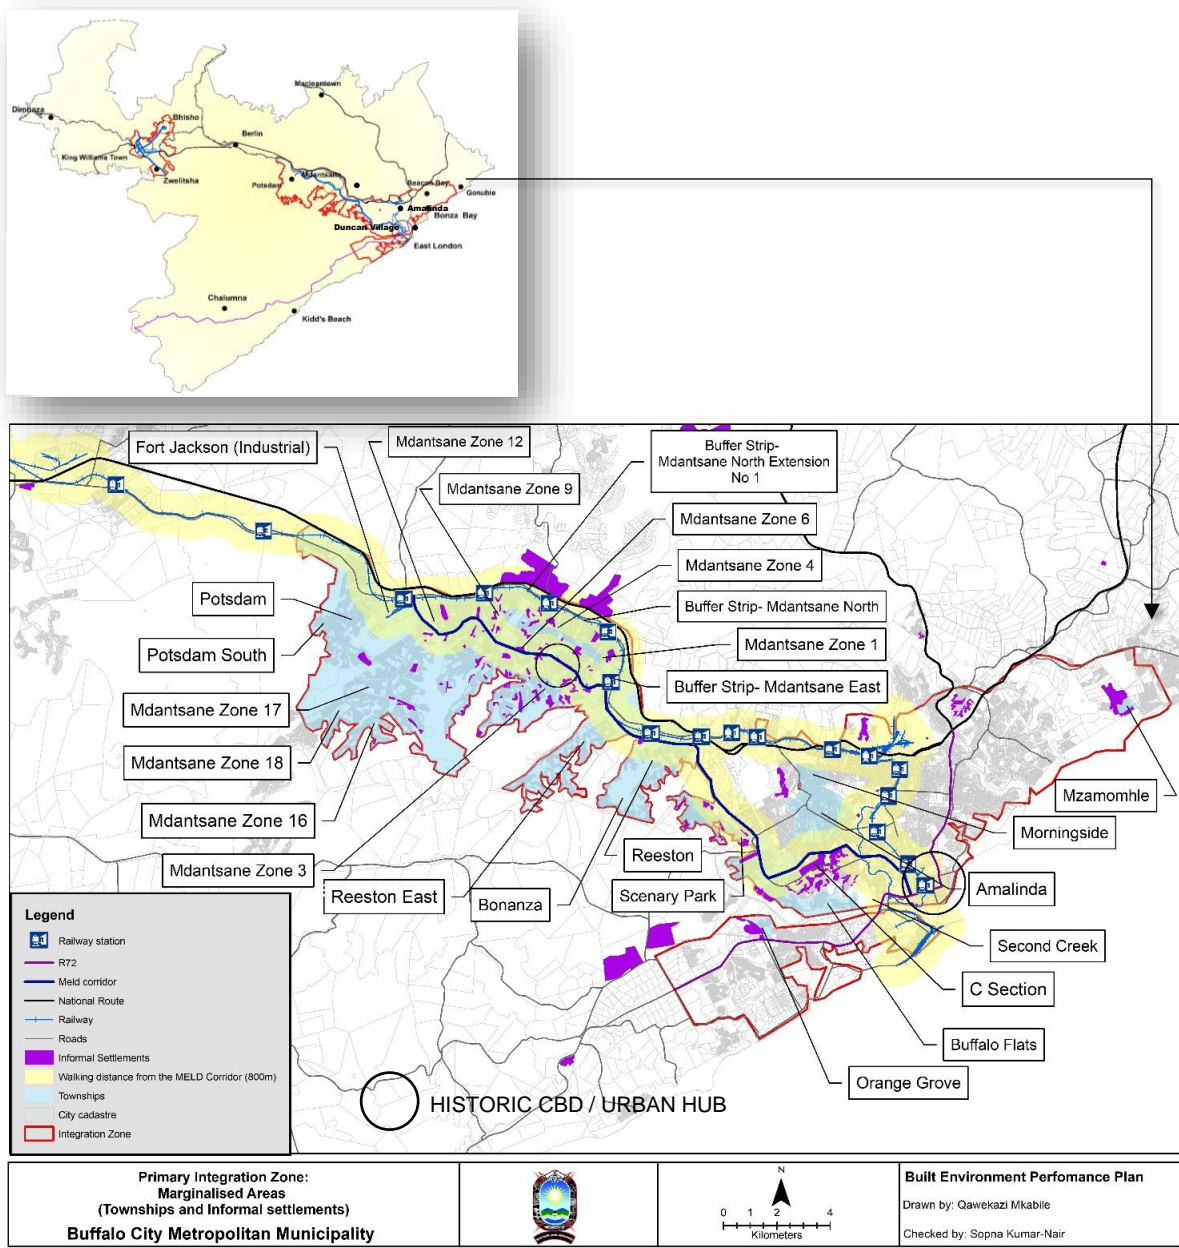 Macleantown
Dimbaza
Bhisho
Berlin
King Williams Town
Zwelitsha
Potsdam
Mdantsane
Beacon Bay
Gonubie
Amalinda
Bonza Bay
Duncan Village
East London
Chalumna
Kidd's Beach
Fort Jackson (Industrial)
Mdantsane Zone 12
Buffer Strip-
Mdantsane North Extension
No 1
Mdantsane Zone 9
Mdantsane Zone 6
Mdantsane Zone 4
Potsdam
Buffer Strip- Mdantsane North
Potsdam South
Mdantsane Zone 1
Buffer Strip- Mdantsane East
Mdantsane Zone 17
Mdantsane Zone 18
Mzamomhle
Mdantsane Zone 16
Morningside
Mdantsane Zone 3
Reeston
Reeston East
Scenary Park
Amalinda
Bonanza
Second Creek
C Section
Buffalo Flats
Orange Grove
Legend
Railway station
R72
Meld corridor
National Route
Railway
Roads
Informal Settlements
Walking distance from the MELD Corridor (800m)
Townships
City cadastre
Integration Zone
HISTORIC CBD / URBAN HUB
Primary Integration Zone:
Marginalised Areas
(Townships and Informal settlements)
Buffalo City Metropolitan Municipality
N
0 1 2 4
Kilometers
Built Environment Perfomance Plan
Drawn by: Qawekazi Mkabile
Checked by: Sopna Kumar-Nair